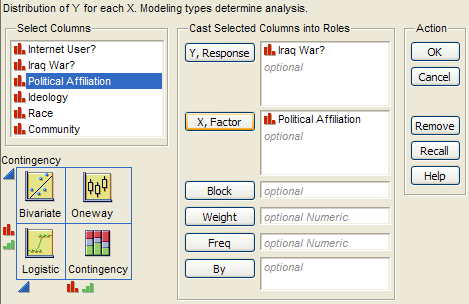 Distribution of Y for each X. Modeling types determine analysis.
Select Columns
Internet User?
Iraq War?
Political Affiliation
Ideology
Race
Community
Contingency
Bivariate Oneway
Logistic Contingency
Cast Selected Columns into Roles
Y, Response Iraq War?
optional
X, Factor Political Affiliation
optional
Block optional
Weight optional Numeric
Freq optional Numeric
By optional
Action
OK
Cancel
Remove
Recall
Help